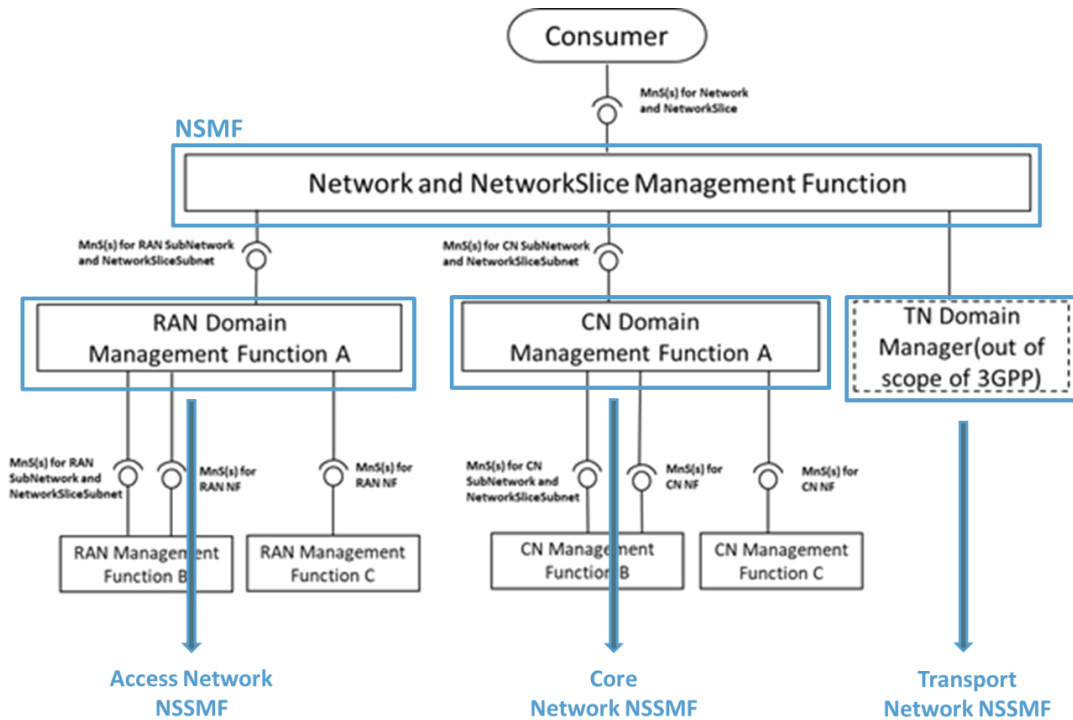 Consumer
MnS(s) for Network
and NetworkSlice
NSMF
Network and NetworkSlice Management Function
MnS(s) for RAN SubNetwork
and NetworkSliceSubnet
MnS(s) for CN SubNetwork
and NetworkSliceSubnet
RAN Domain
Management Function A
CN Domain
Management Function A
TN Domain
Manager(out of
scope of 3GPP)
MnS(s) for RAN
SubNetwork and
NetworkSliceSubnet
MnS(s) for
RAN NF
MnS(s) for
RAN NF
MnS(s) for CN
SubNetwork and
NetworkSliceSubnet
MnS(s) for
CN NF
MnS(s) for
CN NF
RAN Management
Function B
RAN Management
Function C
CN Management
Function B
CN Management
Function C
Access Network
NSSMF
Core
Network NSSMF
Transport
Network NSSMF